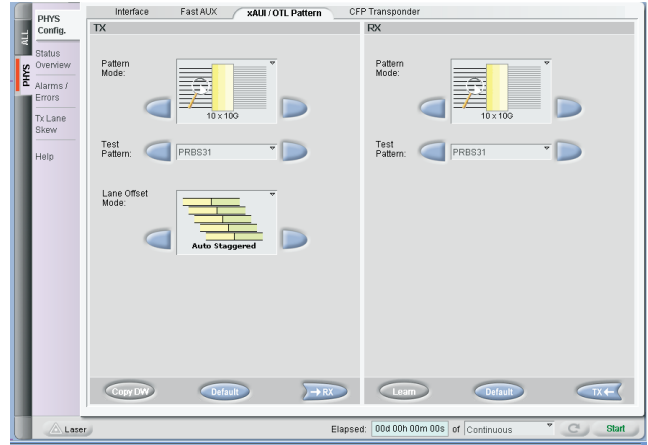 Interface Fast AUX xAUI / OTL Pattern CFP Transponder
ALL
PHYS
PHYS Config.
Status Overview
Alarms / Errors
Tx Lane Skew
Help
TX
Pattern Mode:
10 x 10G
Test Pattern:
PRBS31
Lane Offset Mode:
Auto Staggered
Copy DW
Default
RX
RX
Pattern Mode:
10 x 10G
Test Pattern:
PRBS31
Learn
Default
TX
Laser
Elapsed: 00d 00h 00m 00s of Continuous
Start